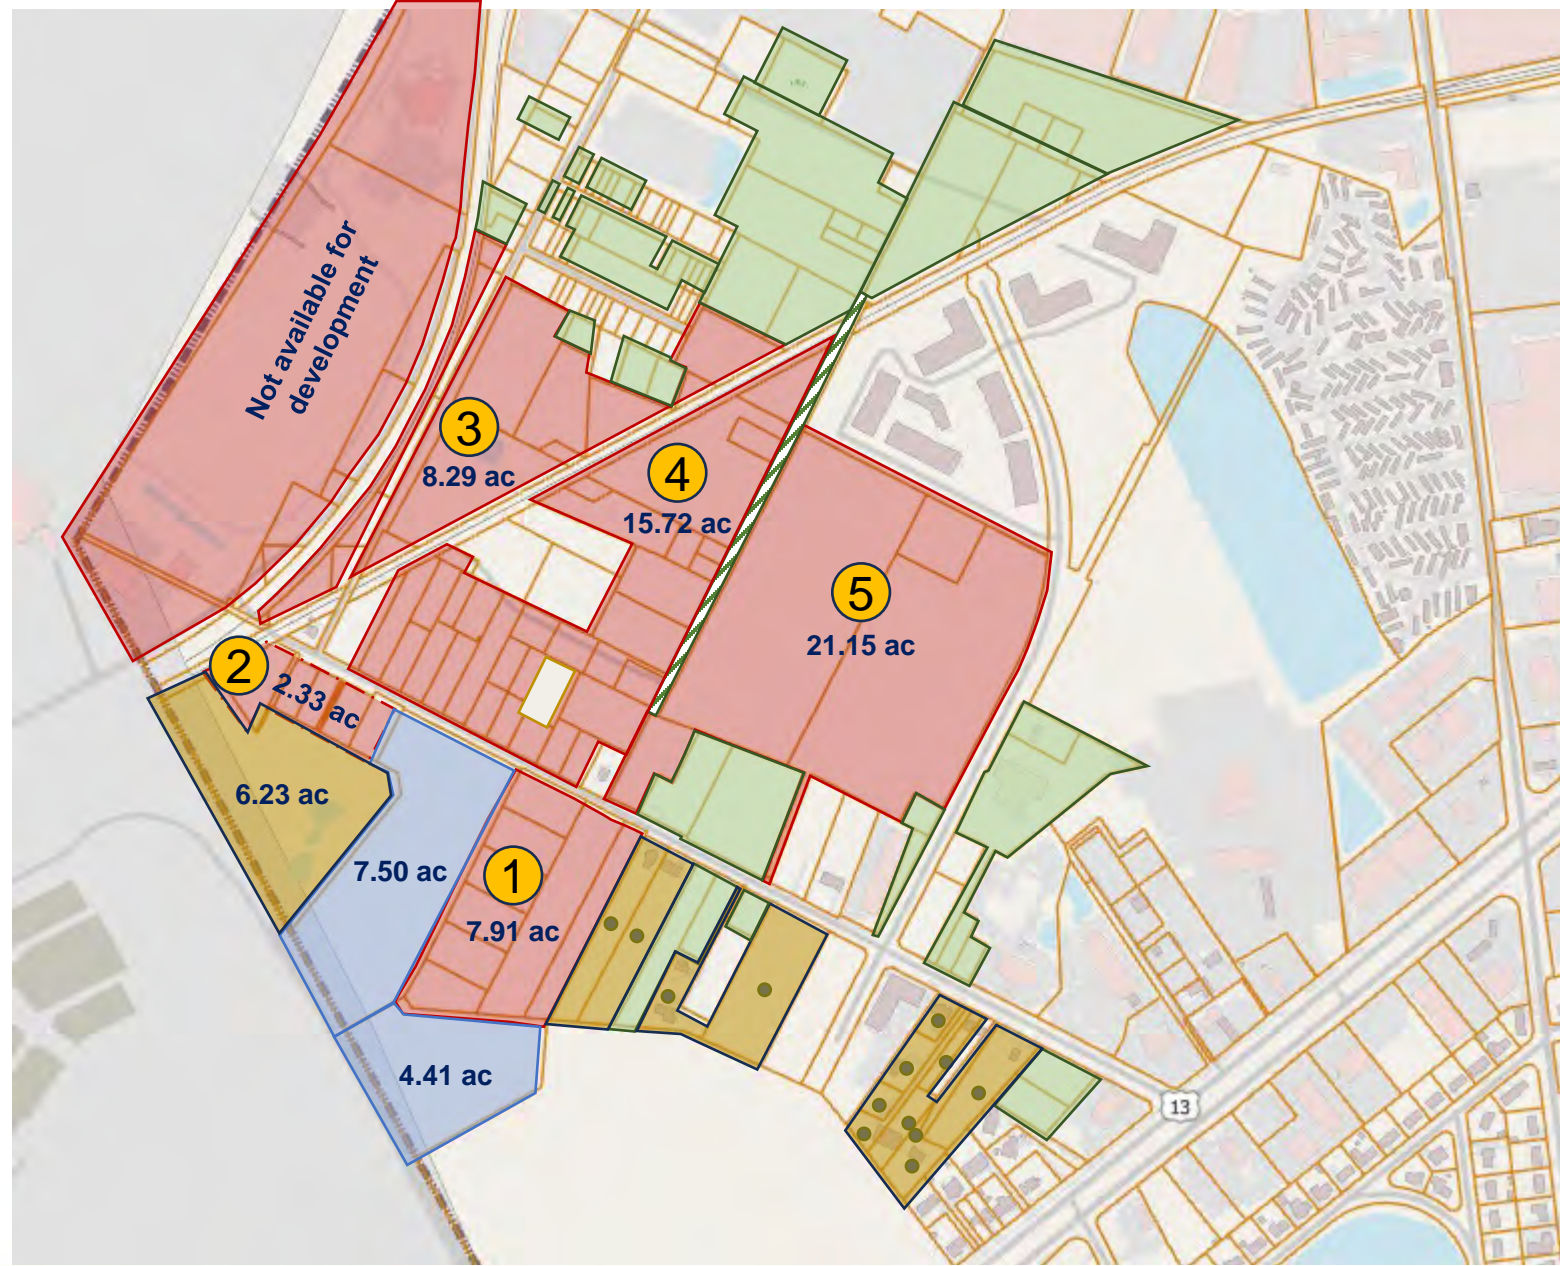 Not available for
development
3
8.29 ac
4
15.72 ac
5
21.15 ac
2
2.33 ac
6.23 ac
7.50 ac
1
7.91 ac
4.41 ac
13